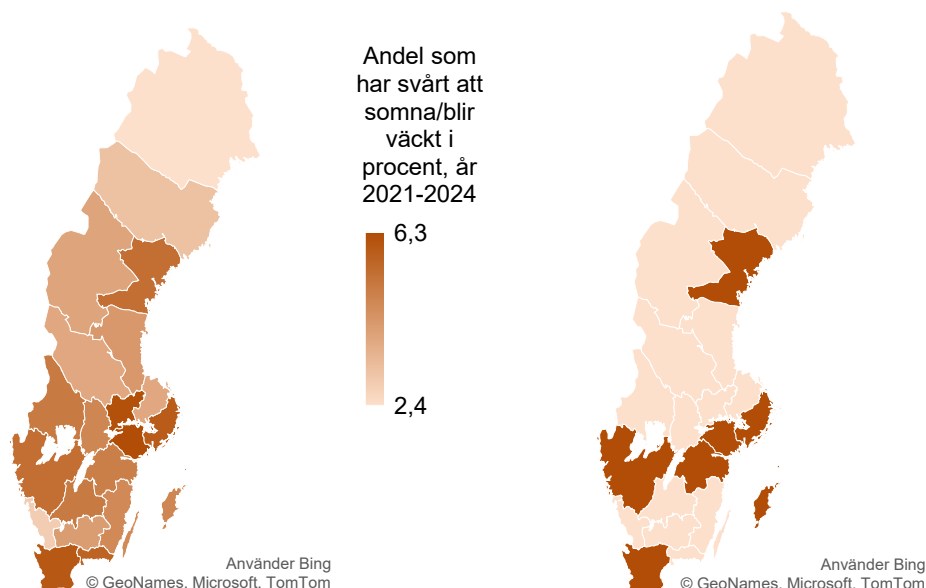 Andel som
har svårt att
somna/blir
väckt i
procent, år
2021-2024
6,3
2,4
Använder Bing
© GeoNames, Microsoft, TomTom
Använder Bing
© GeoNames, Microsoft, TomTom